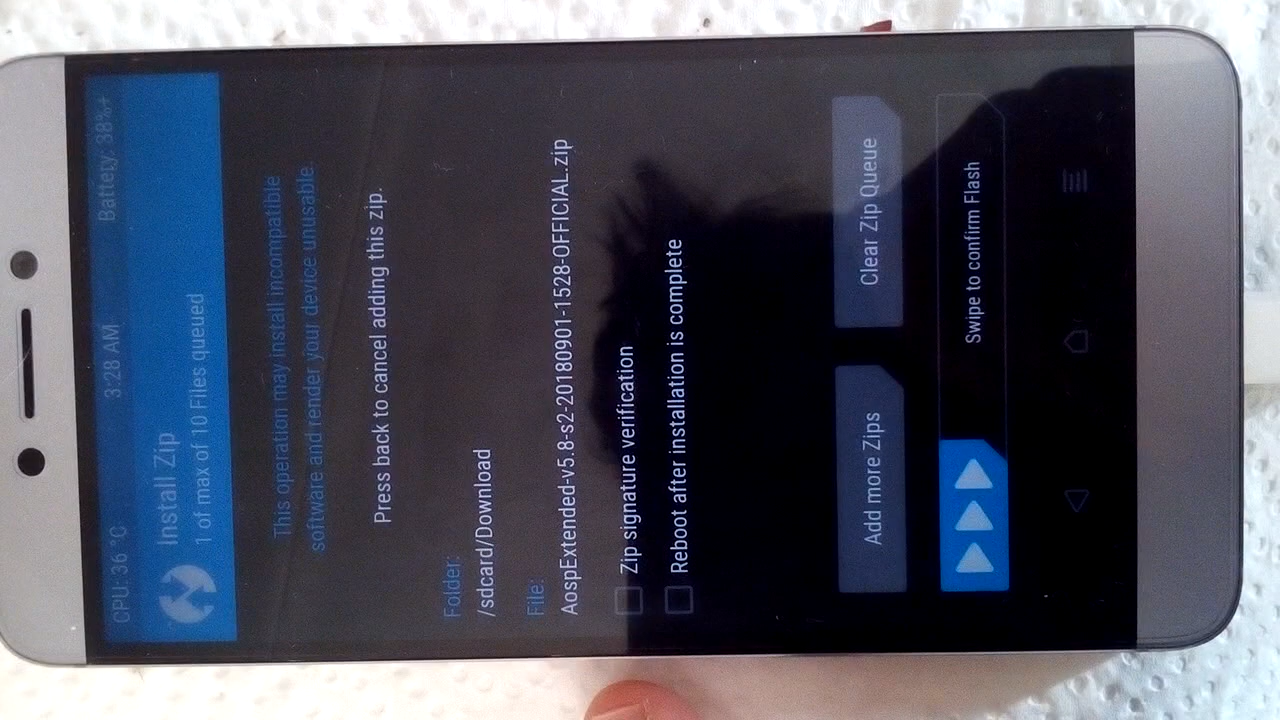 CPU: 36 °C 3:28 AM Battery: 38%+
Install Zip
1 of max of 10 Files queued
This operation may install incompatible
software and render your device unusable.
Press back to cancel adding this zip.
Folder:
/sdcard/Download
File:
AospExtended-v5.8-s2-20180901-1528-OFFICIAL.zip
Zip signature verification
Reboot after installation is complete
Add more Zips Clear Zip Queue
Swipe to confirm Flash